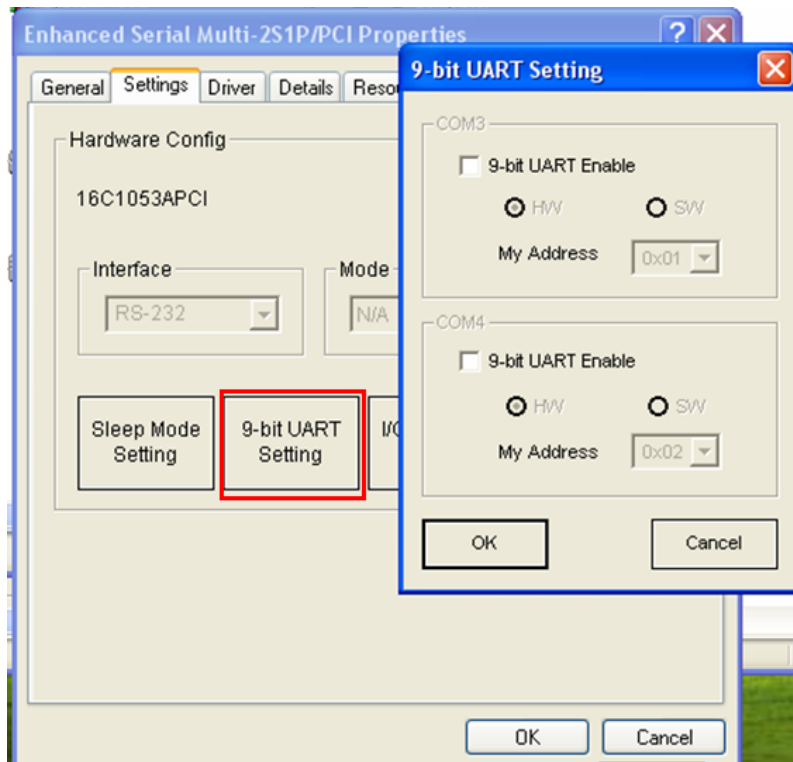 Enhanced Serial Multi-2S1P/PCI Properties
General Settings Driver Details
Hardware Config
16C1053APCI
Interface
RS-232
Mode
N/A
Sleep Mode
Setting
9-bit UART
Setting
OK Cancel
9-bit UART Setting
COM3
9-bit UART Enable
HW SW
My Address 0x01
COM4
9-bit UART Enable
HW SW
My Address 0x02
OK Cancel